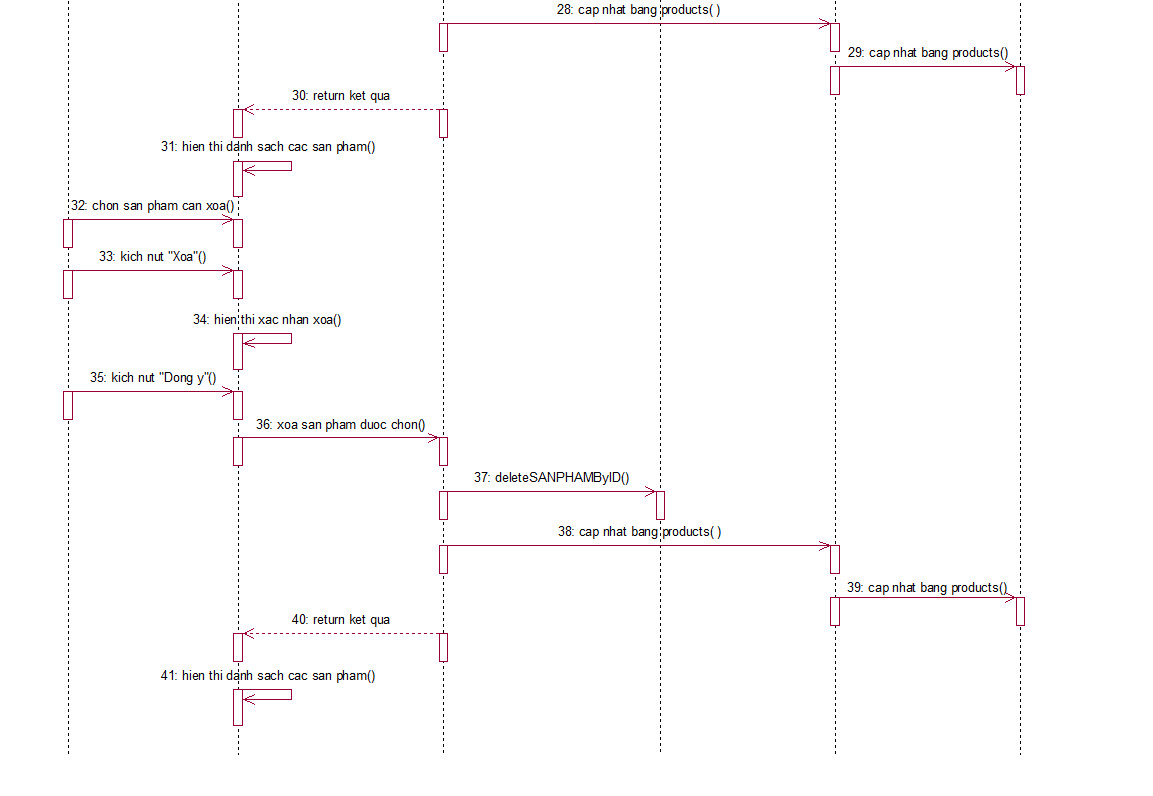 28: cap nhat bang products( )
29: cap nhat bang products()
30: return ket qua
31: hien thi danh sach cac san pham()
32: chon san pham can xoa()
33: kich nut "Xoa"()
34: hien thi xac nhan xoa()
35: kich nut "Dong y"()
36: xoa san pham duoc chon()
37: deleteSANPHAMByID()
38: cap nhat bang products( )
39: cap nhat bang products()
40: return ket qua
41: hien thi danh sach cac san pham()